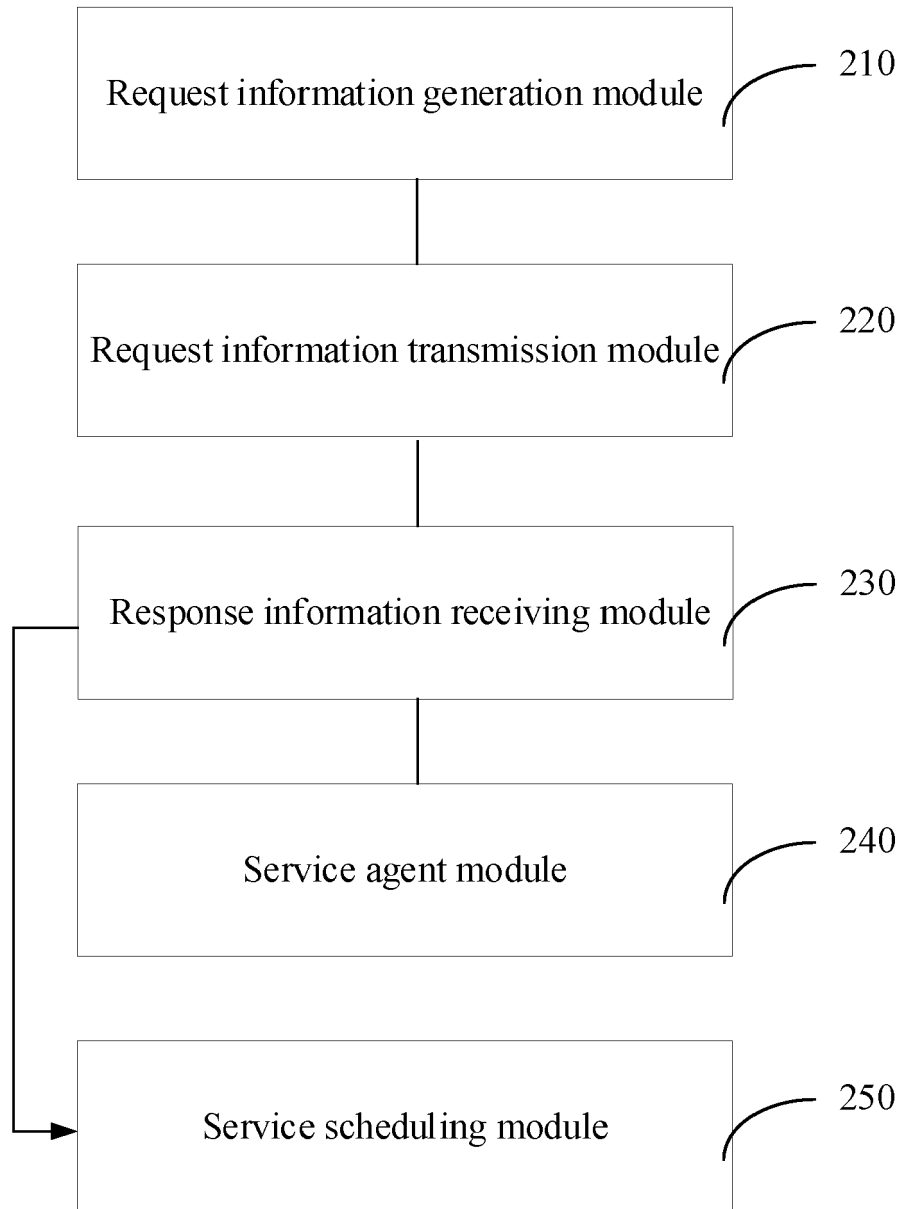 Request information generation module
210
Request information transmission module
220
Response information receiving module
230
Service agent module
240
Service scheduling module
250